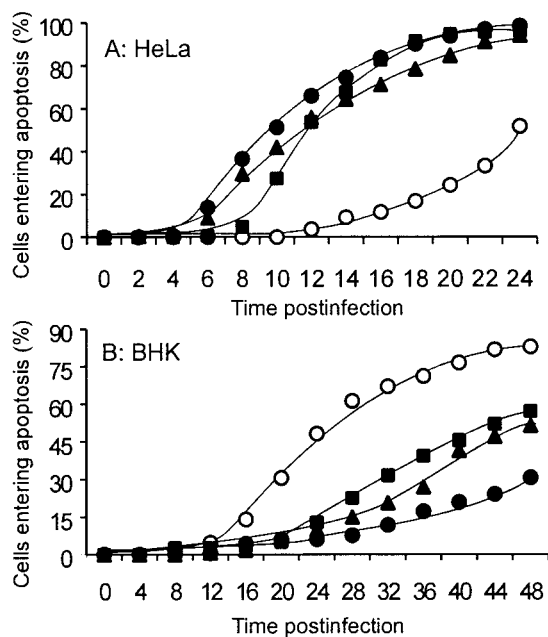 Cells entering apoptosis (%)
A: HeLa
100
80
60
40
20
0
0 2 4 6 8 10 12 14 16 18 20 22 24
Time postinfection
Cells entering apoptosis (%)
B: BHK
90
75
60
45
30
15
0
0 4 8 12 16 20 24 28 32 36 40 44 48
Time postinfection